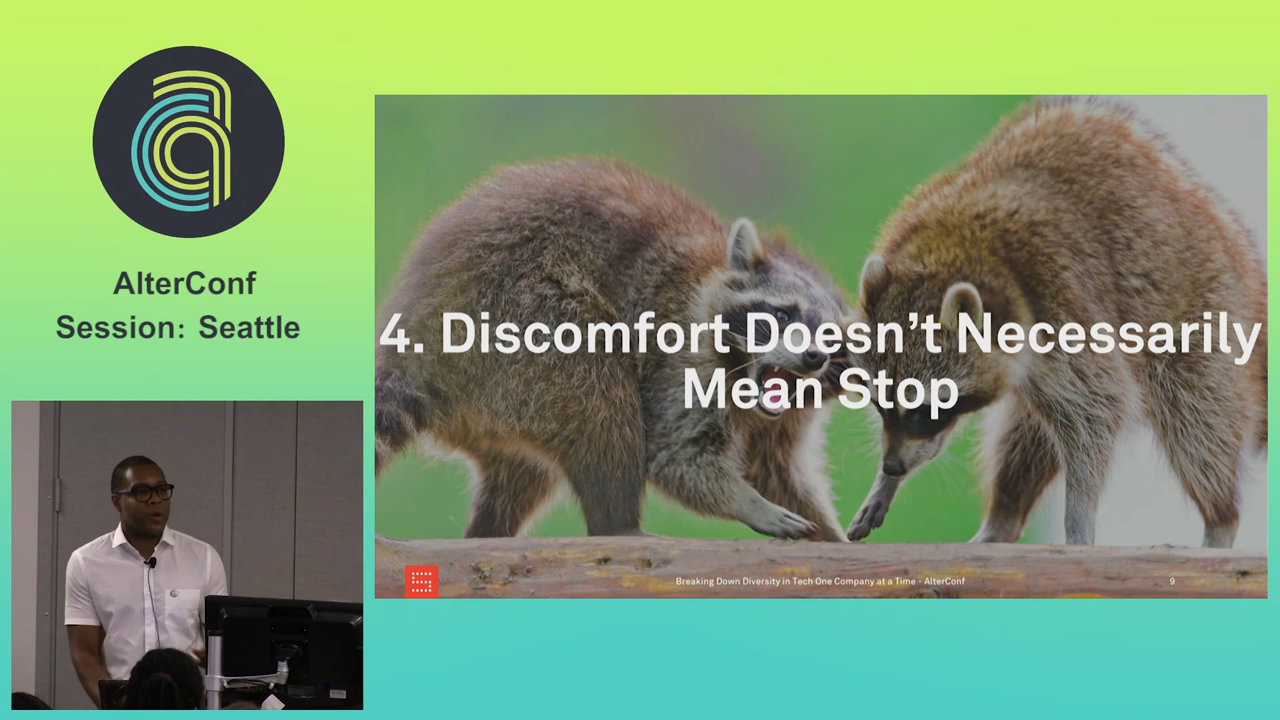 AlterConf
Session: Seattle
4. Discomfort Doesn’t Necessarily
Mean Stop
Breaking Down Diversity in Tech One Company at a Time - AlterConf
9